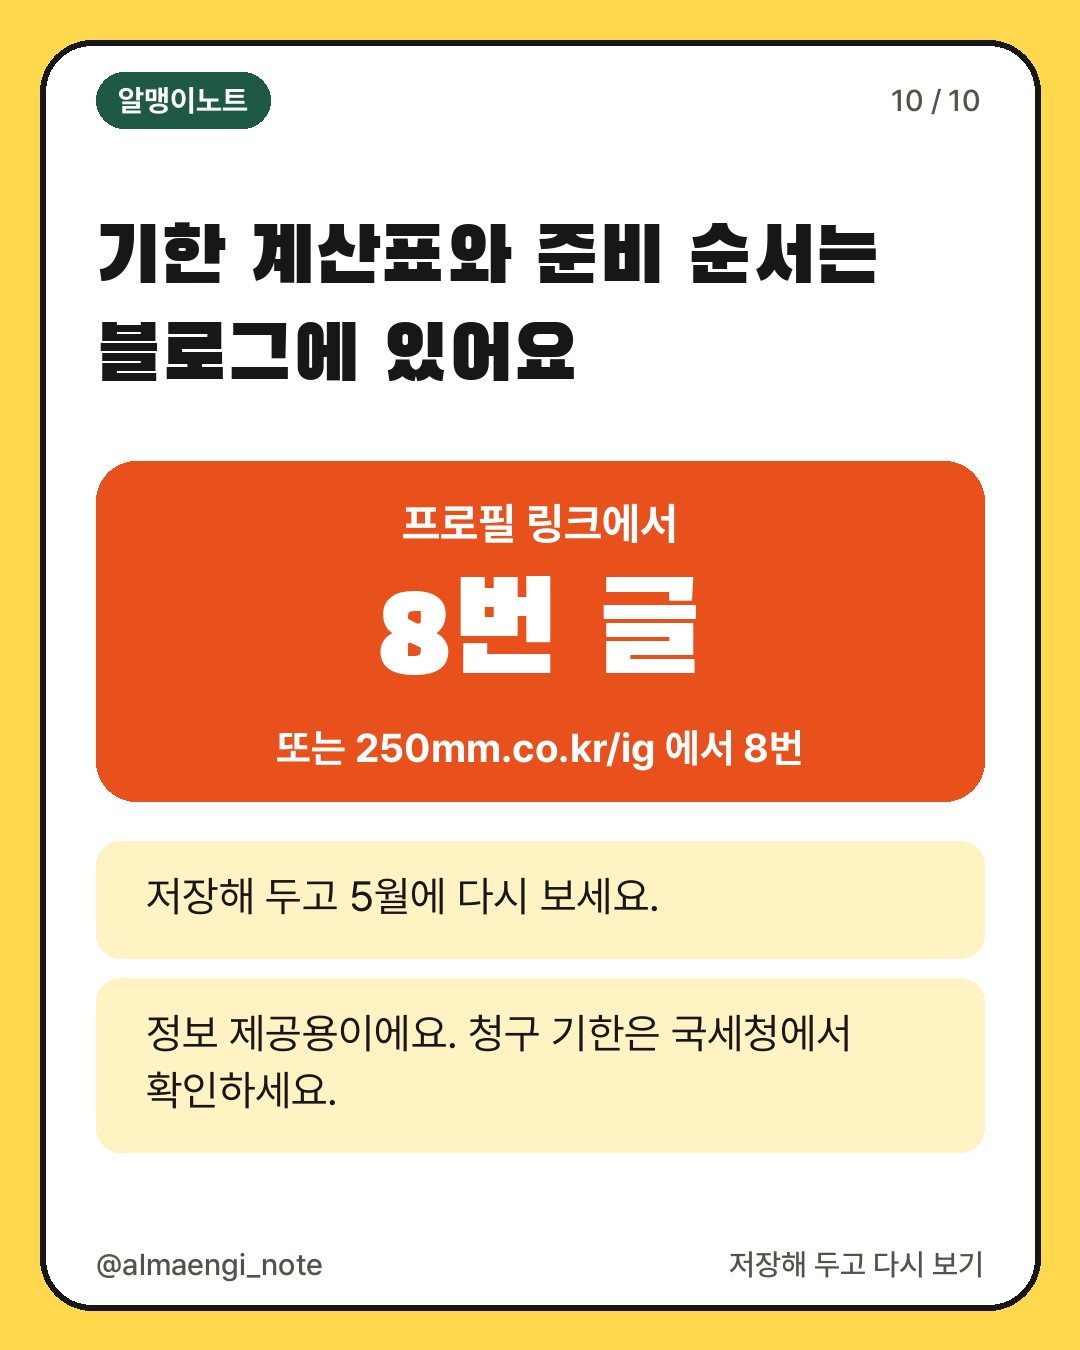 알맹이노트
10 / 10
기한 계산표와 준비 순서는
블로그에 있어요
프로필 링크에서
8번 글
또는 250mm.co.kr/ig 에서 8번
저장해 두고 5월에 다시 보세요.
정보 제공용이에요. 청구 기한은 국세청에서
확인하세요.
@almaengi_note
저장해 두고 다시 보기